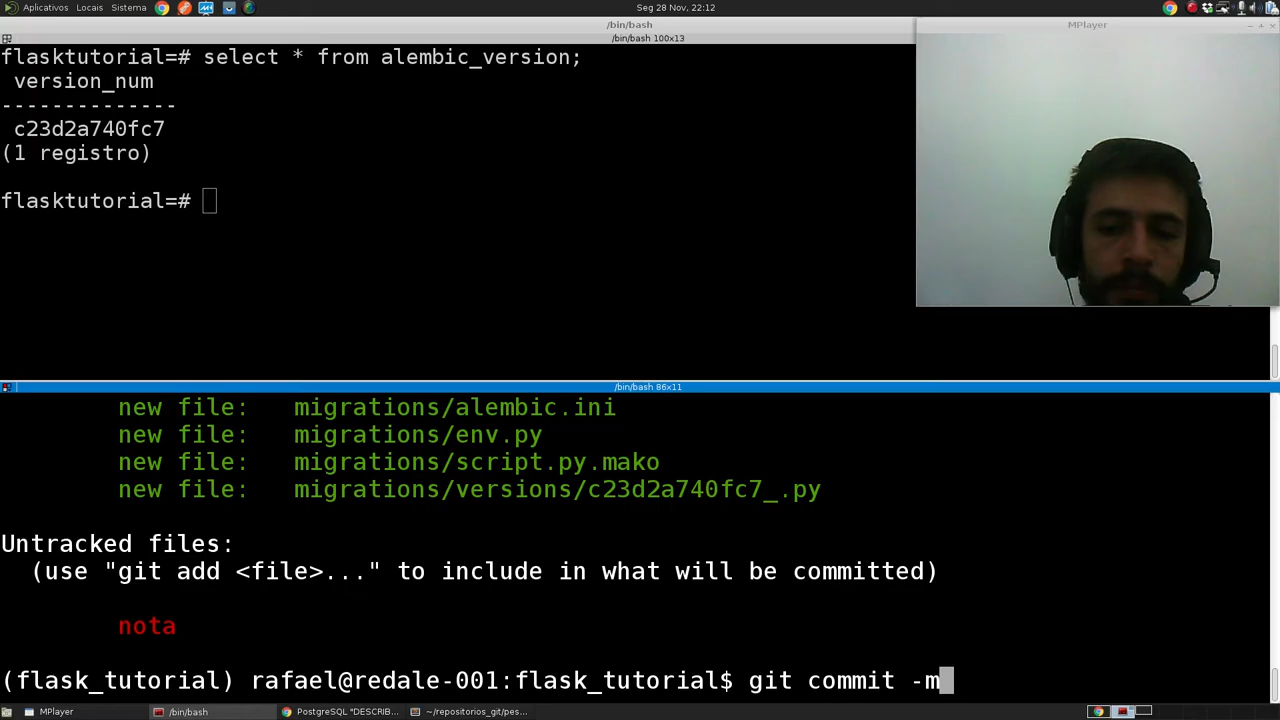 Aplicativos Locais Sistema
Seg 28 Nov, 22:12
/bin/bash
/bin/bash 100x13
MPlayer
flasktutorial=# select * from alembic_version;
version_num
--------------
c23d2a740fc7
(1 registro)
flasktutorial=#
/bin/bash 86x11
new file: migrations/alembic.ini
new file: migrations/env.py
new file: migrations/script.py.mako
new file: migrations/versions/c23d2a740fc7_.py
Untracked files:
(use "git add <file>..." to include in what will be committed)
nota
(flask_tutorial) rafael@redale-001:flask_tutorial$ git commit -m
MPlayer
/bin/bash
PostgreSQL "DESCRIB...
~/repositorios_git/pes...